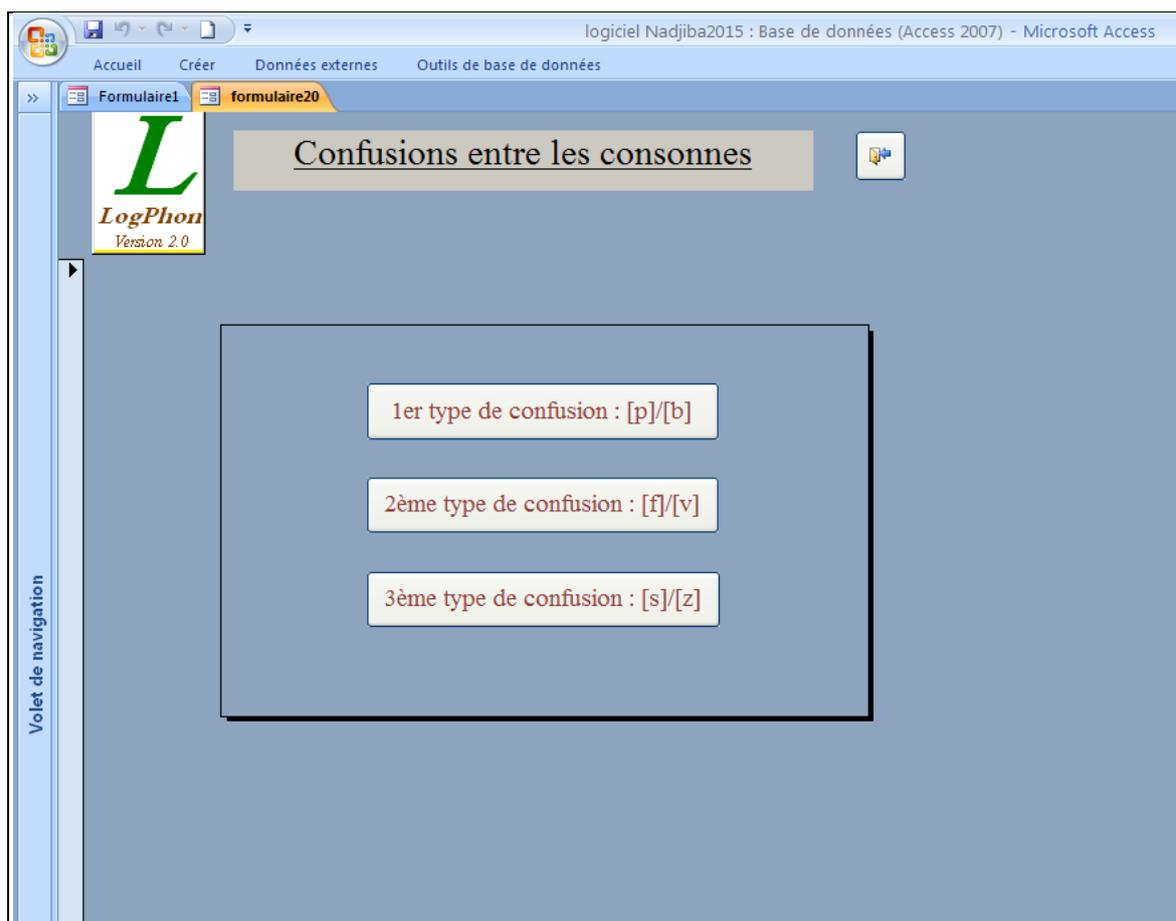 logiciel Nadjiba2015 : Base de données (Access 2007) - Microsoft Access
Accueil Créer Données externes Outils de base de données
» Formulaire1 formulaire20
L
LogPhon
Version 2.0
Confusions entre les consonnes
1er type de confusion : [p]/[b]
2ème type de confusion : [f]/[v]
3ème type de confusion : [s]/[z]
Volet de navigation